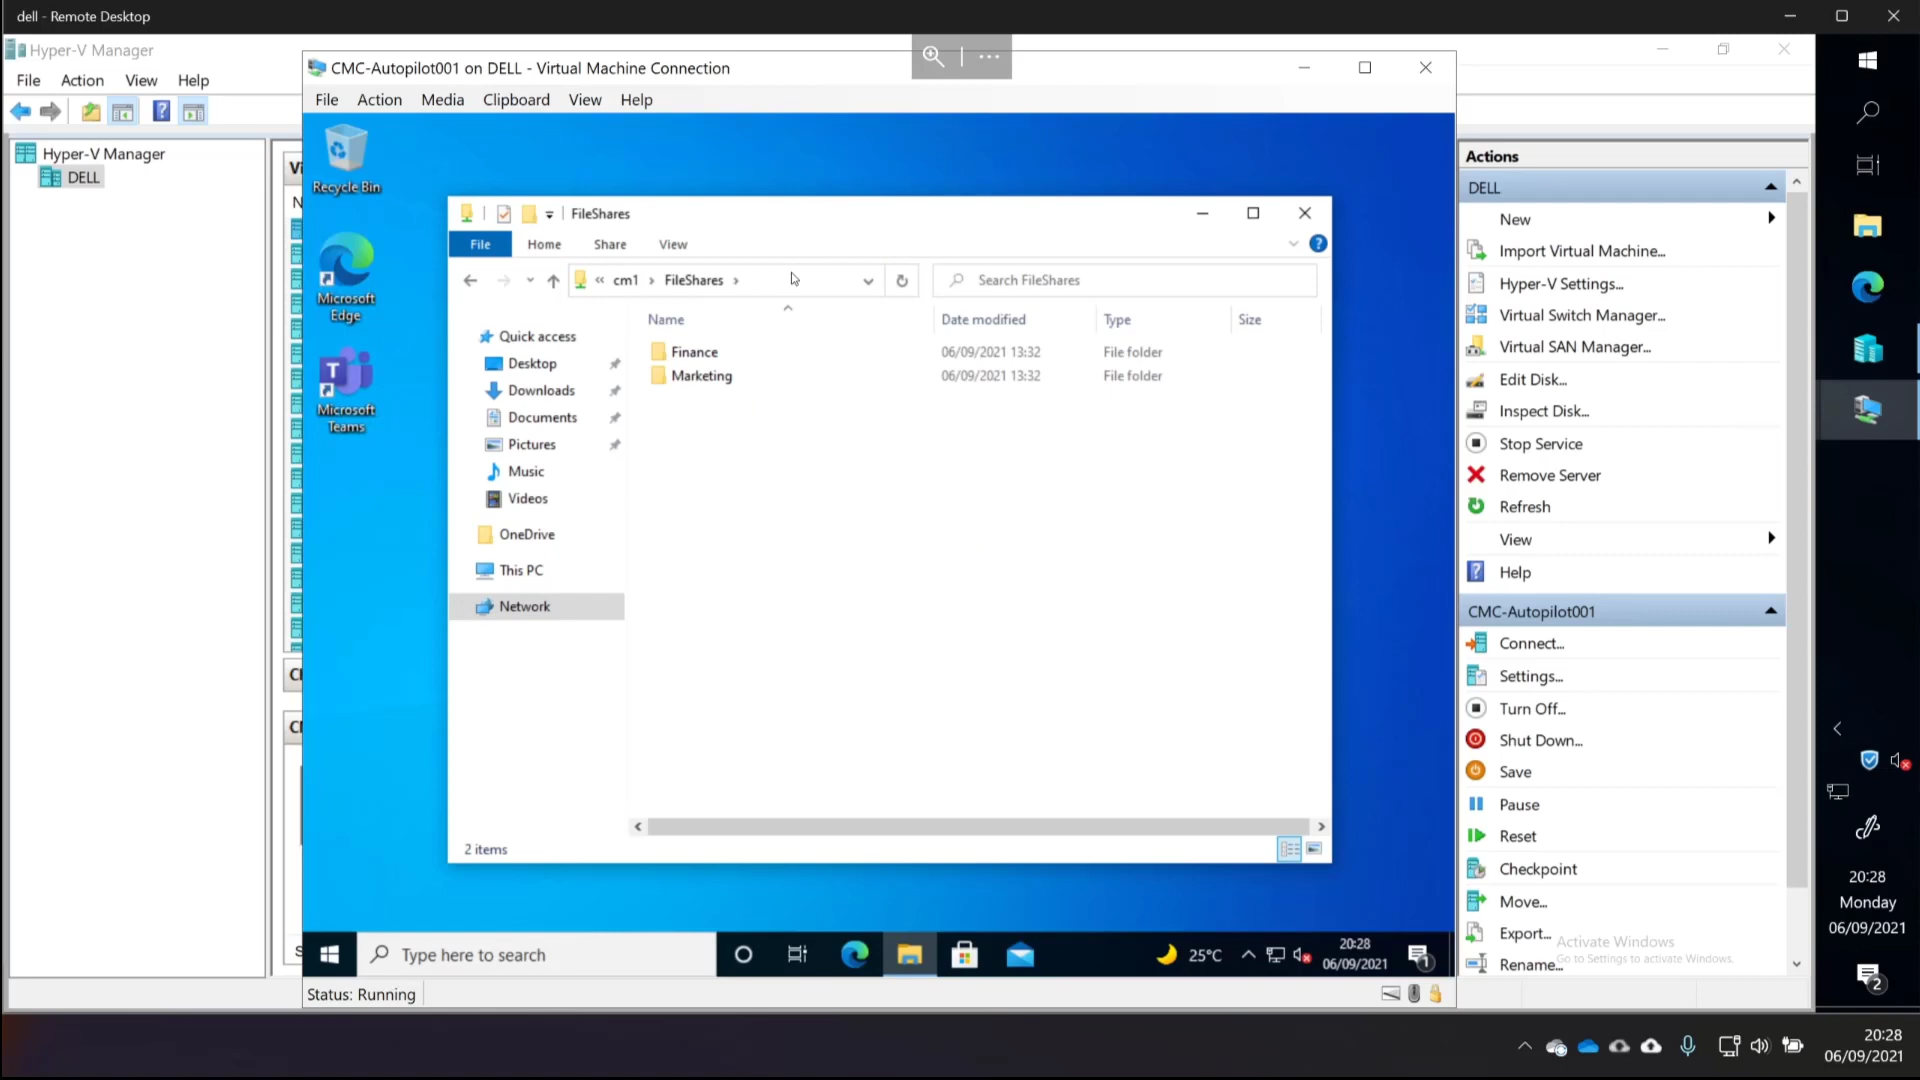 dell - Remote Desktop
Hyper-V Manager
File Action View Help
Hyper-V Manager
DELL
CMC-Autopilot001 on DELL - Virtual Machine Connection
File Action Media Clipboard View Help
Recycle Bin
Microsoft
Edge
Microsoft
Teams
FileShares
File Home Share View
« cm1 › FileShares ›
Search FileShares
Name Date modified Type Size
Finance 06/09/2021 13:32 File folder
Marketing 06/09/2021 13:32 File folder
Quick access
Desktop
Downloads
Documents
Pictures
Music
Videos
OneDrive
This PC
Network
2 items
Type here to search
25°C
20:28
06/09/2021
1
Status: Running
Actions
DELL
New
Import Virtual Machine...
Hyper-V Settings...
Virtual Switch Manager...
Virtual SAN Manager...
Edit Disk...
Inspect Disk...
Stop Service
Remove Server
Refresh
View
Help
CMC-Autopilot001
Connect...
Settings...
Turn Off...
Shut Down...
Save
Pause
Reset
Checkpoint
Move...
Export...
Rename...
Activate Windows
Go to Settings to activate Windows.
20:28
Monday
06/09/2021
2
20:28
06/09/2021